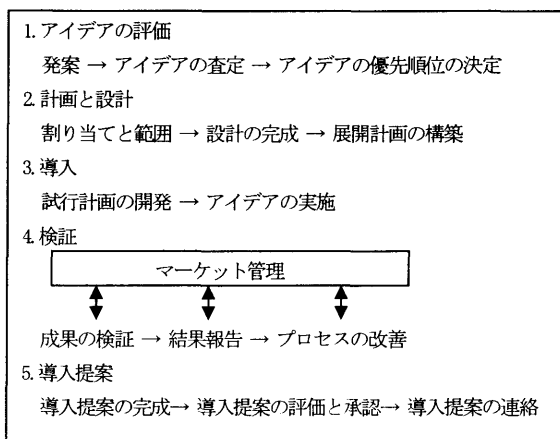 1. アイデアの評価
発案 → アイデアの査定 → アイデアの優先順位の決定
2. 計画と設計
割り当てと範囲 → 設計の完成 → 展開計画の構築
3. 導入
試行計画の開発 → アイデアの実施
4. 検証
マーケット管理
成果の検証 → 結果報告 → プロセスの改善
5. 導入提案
導入提案の完成→ 導入提案の評価と承認→ 導入提案の連絡